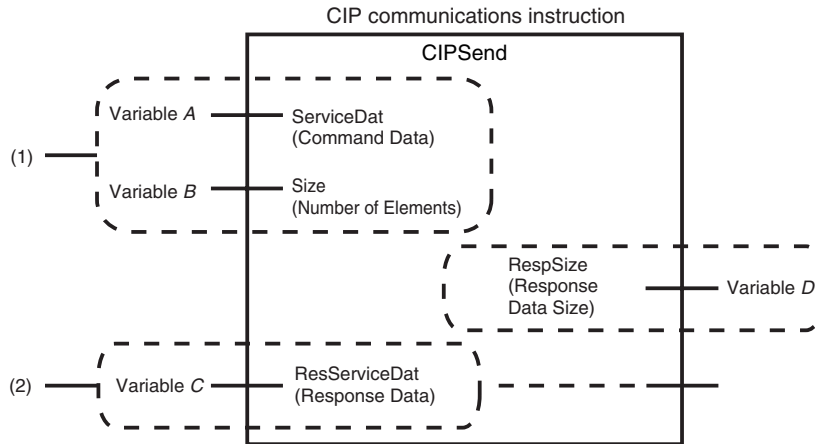 CIP communications instruction
CIPSend
Variable A
ServiceDat
(Command Data)
(1)
Variable B
Size
(Number of Elements)
RespSize
(Response
Data Size)
Variable D
(2)
Variable C
ResServiceDat
(Response Data)